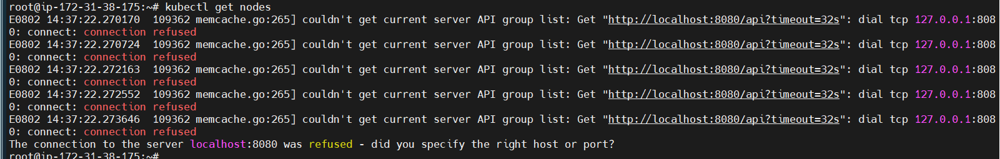 root@ip-172-31-38-175:~# kubectl get nodes
E0802 14:37:22.270170  109362 memcache.go:265] couldn't get current server API group list: Get "http://localhost:8080/api?timeout=32s": dial tcp 127.0.0.1:808
0: connect: connection refused
E0802 14:37:22.270724  109362 memcache.go:265] couldn't get current server API group list: Get "http://localhost:8080/api?timeout=32s": dial tcp 127.0.0.1:808
0: connect: connection refused
E0802 14:37:22.272163  109362 memcache.go:265] couldn't get current server API group list: Get "http://localhost:8080/api?timeout=32s": dial tcp 127.0.0.1:808
0: connect: connection refused
E0802 14:37:22.272552  109362 memcache.go:265] couldn't get current server API group list: Get "http://localhost:8080/api?timeout=32s": dial tcp 127.0.0.1:808
0: connect: connection refused
E0802 14:37:22.273646  109362 memcache.go:265] couldn't get current server API group list: Get "http://localhost:8080/api?timeout=32s": dial tcp 127.0.0.1:808
0: connect: connection refused
The connection to the server localhost:8080 was refused - did you specify the right host or port?
root@ip-172-31-38-175:~#